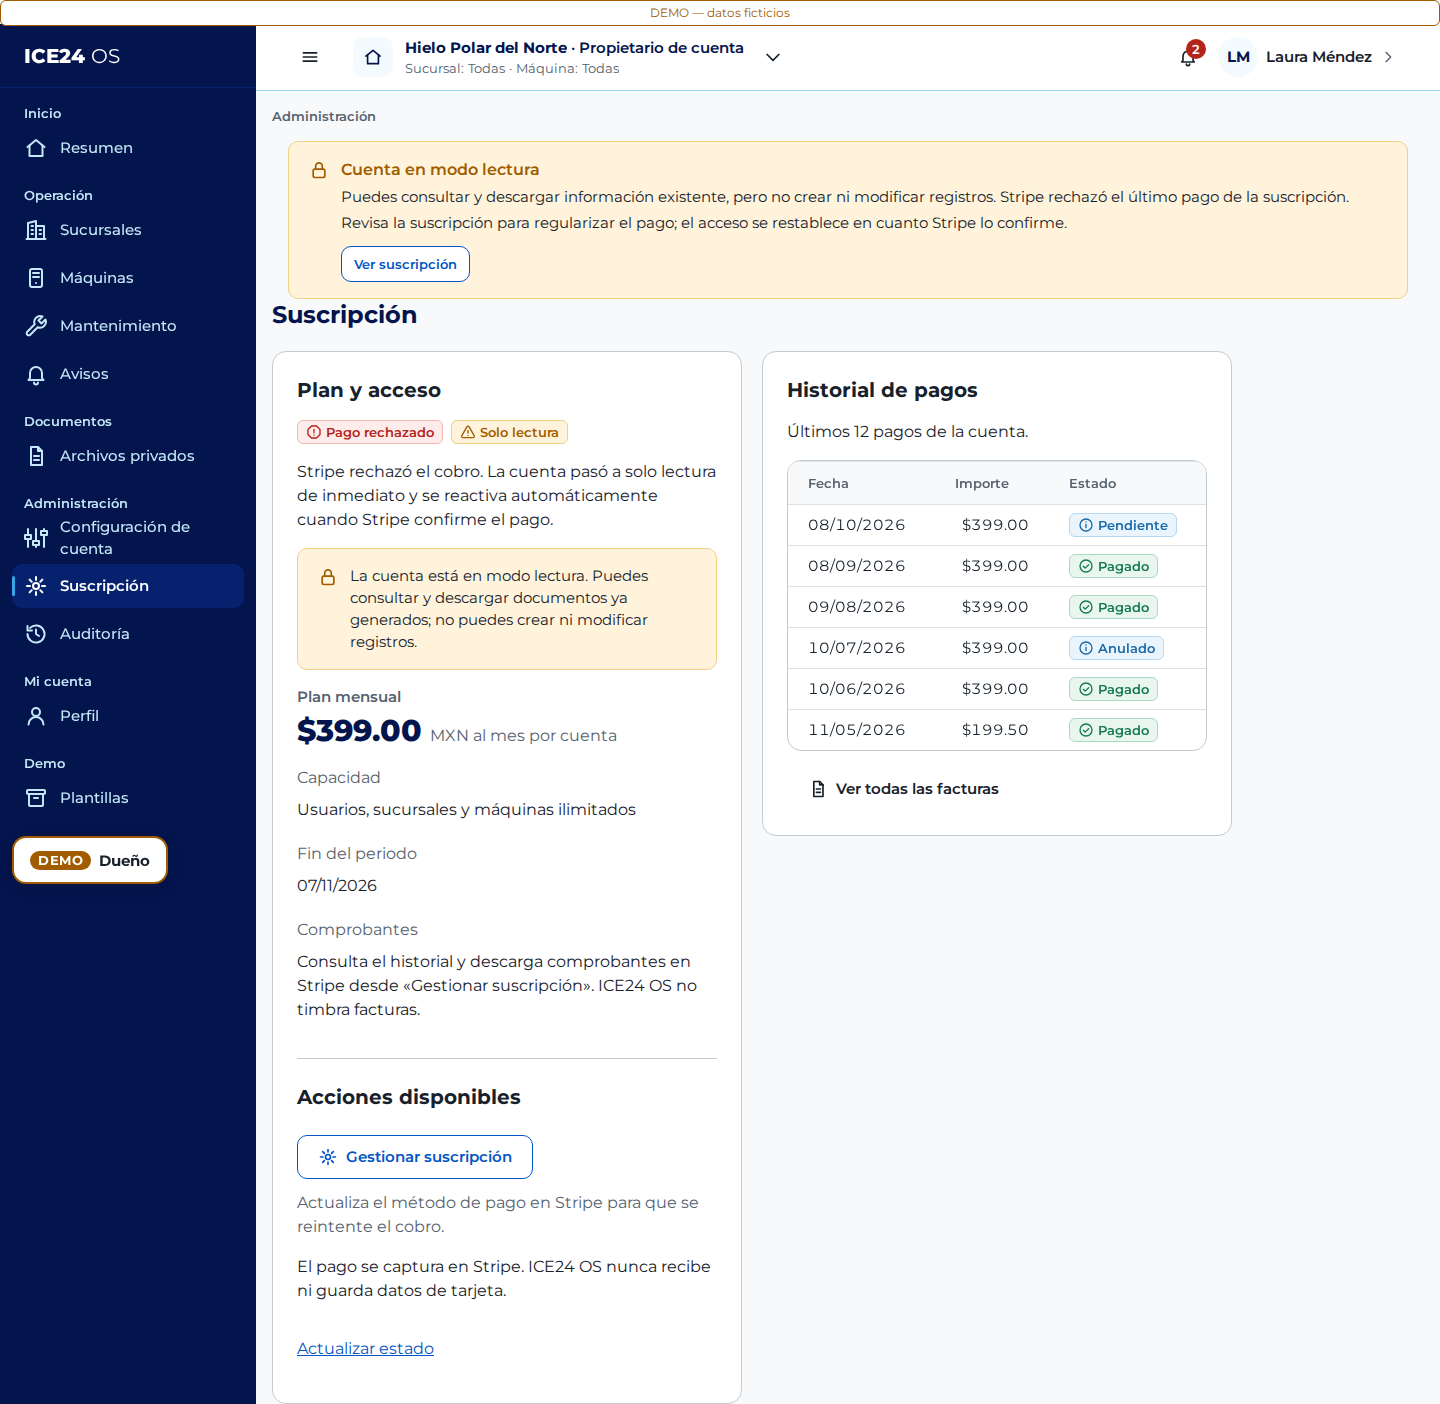 DEMO — datos ficticios
ICE24 OS
Inicio
Resumen
Operación
Sucursales
Máquinas
Mantenimiento
Avisos
Documentos
Archivos privados
Administración
Configuración de
cuenta
Suscripción
Auditoría
Mi cuenta
Perfil
Demo
Plantillas
DEMO Dueño
Hielo Polar del Norte · Propietario de cuenta
Sucursal: Todas · Máquina: Todas
2
LM Laura Méndez
Administración
Cuenta en modo lectura
Puedes consultar y descargar información existente, pero no crear ni modificar registros. Stripe rechazó el último pago de la suscripción.
Revisa la suscripción para regularizar el pago; el acceso se restablece en cuanto Stripe lo confirme.
Ver suscripción
Suscripción
Plan y acceso
Pago rechazado Solo lectura
Stripe rechazó el cobro. La cuenta pasó a solo lectura
de inmediato y se reactiva automáticamente
cuando Stripe confirme el pago.
La cuenta está en modo lectura. Puedes
consultar y descargar documentos ya
generados; no puedes crear ni modificar
registros.
Plan mensual
$399.00 MXN al mes por cuenta
Capacidad
Usuarios, sucursales y máquinas ilimitados
Fin del periodo
07/11/2026
Comprobantes
Consulta el historial y descarga comprobantes en
Stripe desde «Gestionar suscripción». ICE24 OS no
timbra facturas.
Acciones disponibles
Gestionar suscripción
Actualiza el método de pago en Stripe para que se
reintente el cobro.
El pago se captura en Stripe. ICE24 OS nunca recibe
ni guarda datos de tarjeta.
Actualizar estado
Historial de pagos
Últimos 12 pagos de la cuenta.
Fecha Importe Estado
08/10/2026 $399.00 Pendiente
08/09/2026 $399.00 Pagado
09/08/2026 $399.00 Pagado
10/07/2026 $399.00 Anulado
10/06/2026 $399.00 Pagado
11/05/2026 $199.50 Pagado
Ver todas las facturas